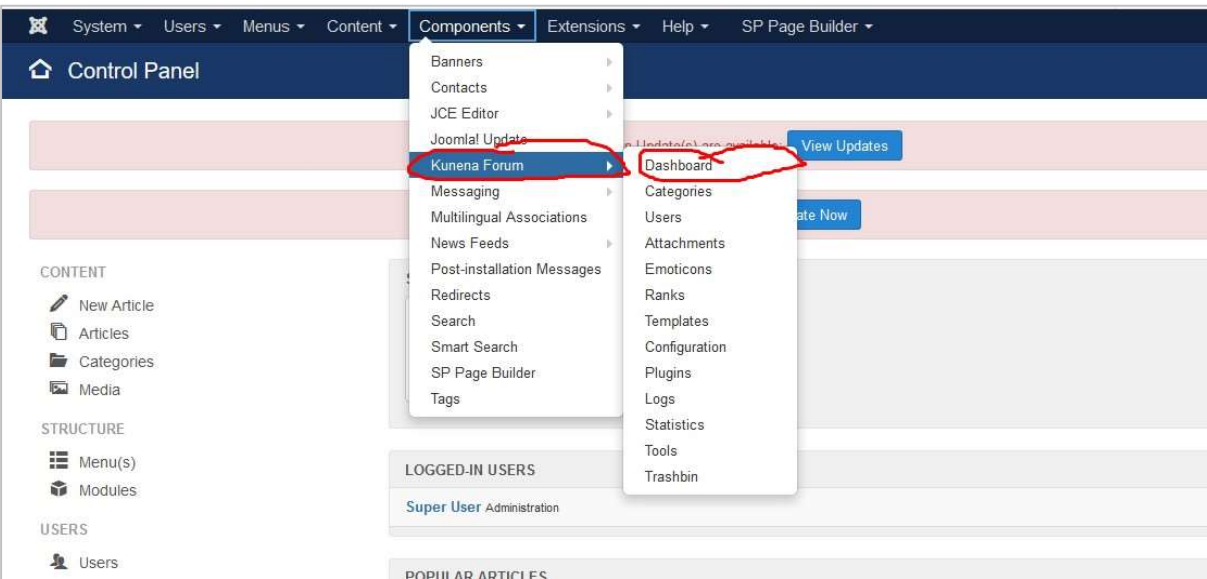 System Users Menus Content Components Extensions Help SP Page Builder
Control Panel
Banners
Contacts
JCE Editor
Joomla! Update
Kunena Forum
Messaging
Multilingual Associations
News Feeds
Post-installation Messages
Redirects
Search
Smart Search
SP Page Builder
Tags
Update(s) are available: View Updates
Dashboard
Categories
Users
Attachments
Emoticons
Ranks
Templates
Configuration
Plugins
Logs
Statistics
Tools
Trashbin
Now
CONTENT
New Article
Articles
Categories
Media
STRUCTURE
Menu(s)
Modules
USERS
Users
LOGGED-IN USERS
Super User Administration
POPULAR ARTICLES